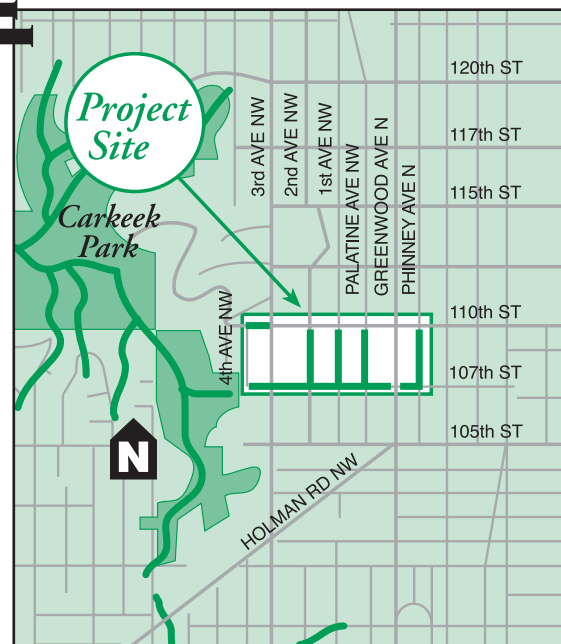 120th ST
Project
Site
3rd AVE NW
2nd AVE NW
1st AVE NW
PALATINE AVE NW
GREENWOOD AVE N
PHINNEY AVE N
117th ST
115th ST
Carkeek
Park
4th AVE NW
110th ST
107th ST
105th ST
N
HOLMAN RD NW